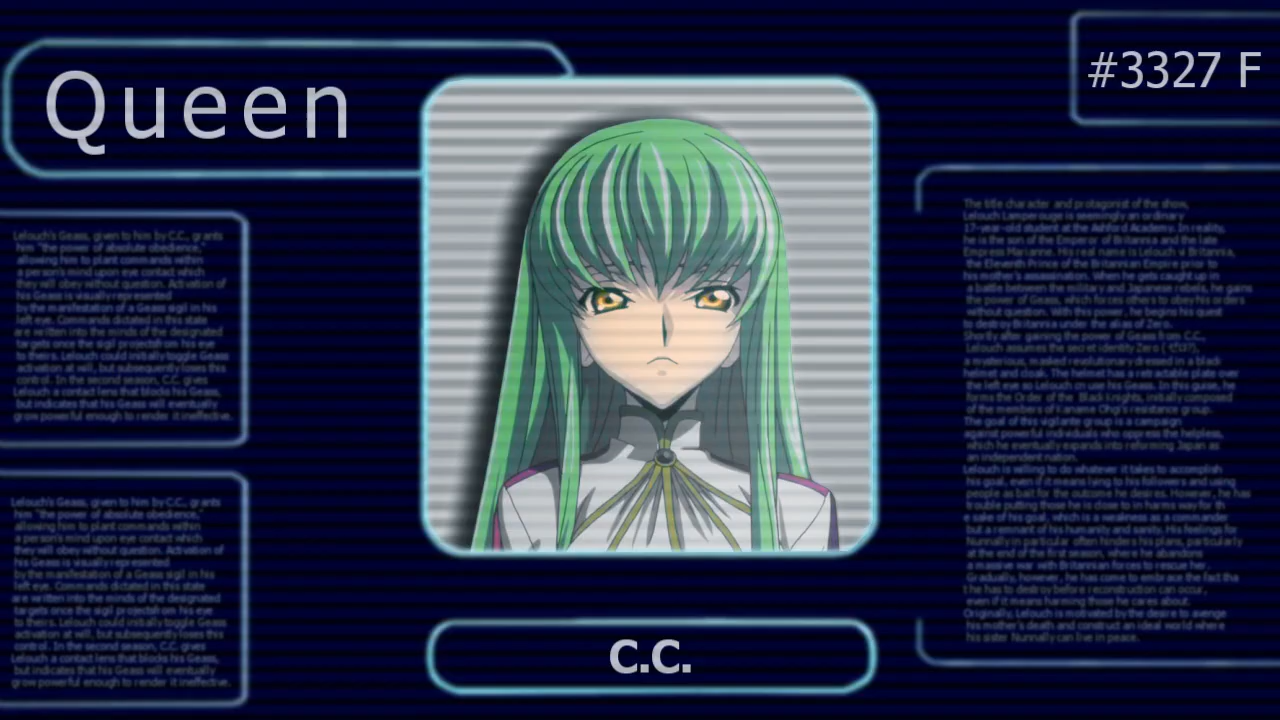 Queen
#3327 F
Lelouch's Geass, given to him by C.C., grants
him "the power of absolute obedience,"
allowing him to plant commands within
a person's mind upon eye contact which
they will obey without question. Activation of
his Geass is visually represented
by the manifestation of a Geass sigil in his
left eye. Commands dictated in this state
are written into the minds of the designated
targets once the sigil projectsfrom his eye
to theirs. Lelouch could initially toggle Geass
activation at will, but subsequently loses this
control. In the second season, C.C. gives
Lelouch a contact lens that blocks his Geass,
but indicates that his Geass will eventually
grow powerful enough to render it ineffective.
Lelouch's Geass, given to him by C.C., grants
him "the power of absolute obedience,"
allowing him to plant commands within
a person's mind upon eye contact which
they will obey without question. Activation of
his Geass is visually represented
by the manifestation of a Geass sigil in his
left eye. Commands dictated in this state
are written into the minds of the designated
targets once the sigil projectsfrom his eye
to theirs. Lelouch could initially toggle Geass
activation at will, but subsequently loses this
control. In the second season, C.C. gives
Lelouch a contact lens that blocks his Geass,
but indicates that his Geass will eventually
grow powerful enough to render it ineffective.
C.C.
The title character and protagonist of the show,
Lelouch Lamperouge is seemingly an ordinary
17-year-old student at the Ashford Academy. In reality,
he is the son of the Emperor of Britannia and the late
Empress Marianne. His real name is Lelouch vi Britannia,
the Eleventh Prince of the Britannian Empire prior to
his mother's assassination. When he gets caught up in
a battle between the military and Japanese rebels, he gains
the power of Geass, which forces others to obey his orders
without question. With this power, he begins his quest
to destroy Britannia under the alias of Zero.
Shortly after gaining the power of Geass from C.C.,
Lelouch assumes the secret identity Zero (ゼロ?),
a mysterious, masked revolutionary dressed in a black
helmet and cloak. The helmet has a retractable plate over
the left eye so Lelouch cn use his Geass. In this guise, he
forms the Order of the Black Knights, initially composed
of the members of Kaname Ohgi's resistance group.
The goal of this vigilante group is a campaign
against powerful individuals who oppress the helpless,
which he eventually expands into reforming Japan as
an independent nation.
Lelouch is willing to do whatever it takes to accomplish
his goal, even if it means lying to his followers and using
people as bait for the outcome he desires. However, he has
trouble putting those he is close to in harms way for th
e sake of his goal, which is a weakness as a commander
but a remnant of his humanity and sanity. His feelings for
Nunnally in particular often hinders his plans, particularly
at the end of the first season, where he abandons
a massive war with Britannian forces to rescue her.
Gradually, however, he has come to embrace the fact tha
t he has to destroy before reconstruction can occur,
even if it means harming those he cares about.
Originally, Lelouch is motivated by the desire to avenge
his mother's death and construct an ideal world where
his sister Nunnally can live in peace.